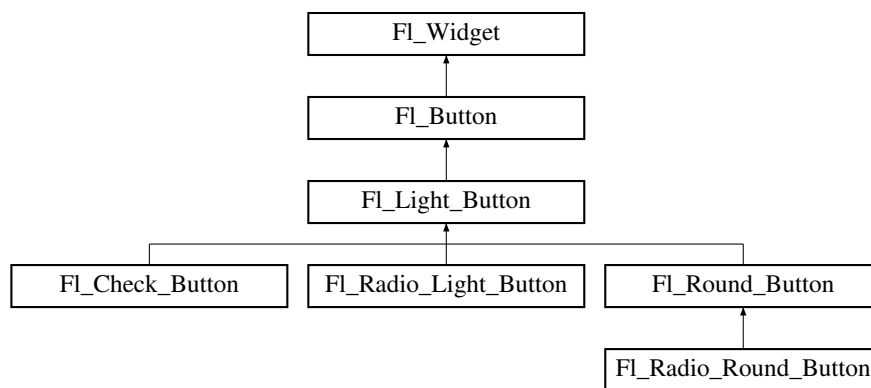 Fl_Widget
Fl_Button
Fl_Light_Button
Fl_Check_Button
Fl_Radio_Light_Button
Fl_Round_Button
Fl_Radio_Round_Button